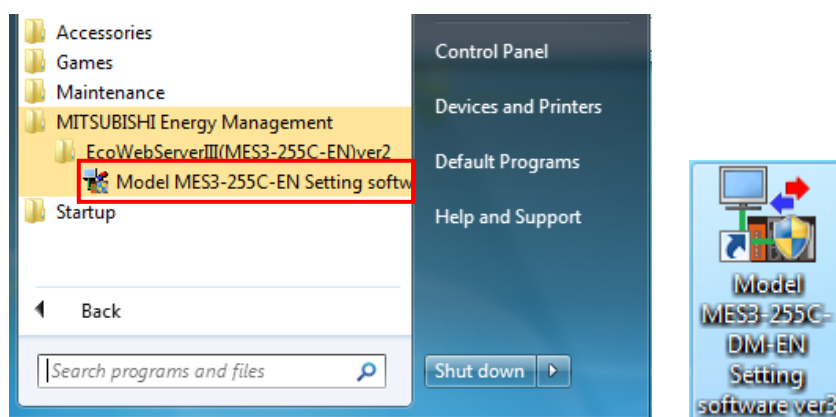 Accessories
Games
Maintenance
MITSUBISHI Energy Management
EcoWebServerIII(MES3-255C-EN)ver2
Model MES3-255C-EN Setting softw
Startup
Back
Search programs and files
Control Panel
Devices and Printers
Default Programs
Help and Support
Shut down
Model
MES3-255C-
DM-EN
Setting
software ver3